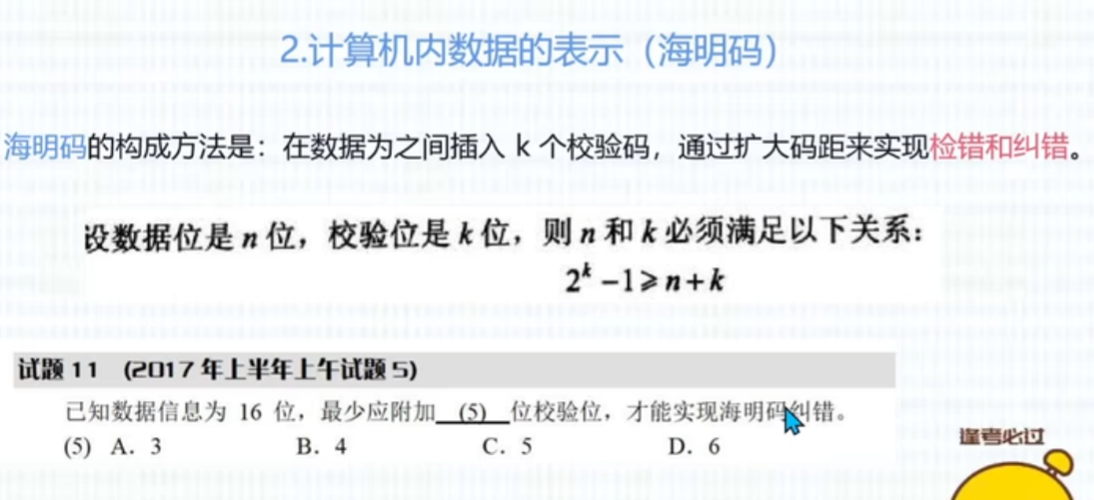 2.计算机内数据的表示（海明码）
海明码的构成方法是：在数据为之间插入 k 个校验码，通过扩大码距来实现检错和纠错。
设数据位是 n 位，校验位是 k 位，则 n 和 k 必须满足以下关系：
2^k −1≥n+k
试题 11 (2017 年上半年上午试题 5)
已知数据信息为 16 位，最少应附加 (5) 位校验位，才能实现海明码纠错。
(5) A. 3 B. 4 C. 5 D. 6
逢考必过